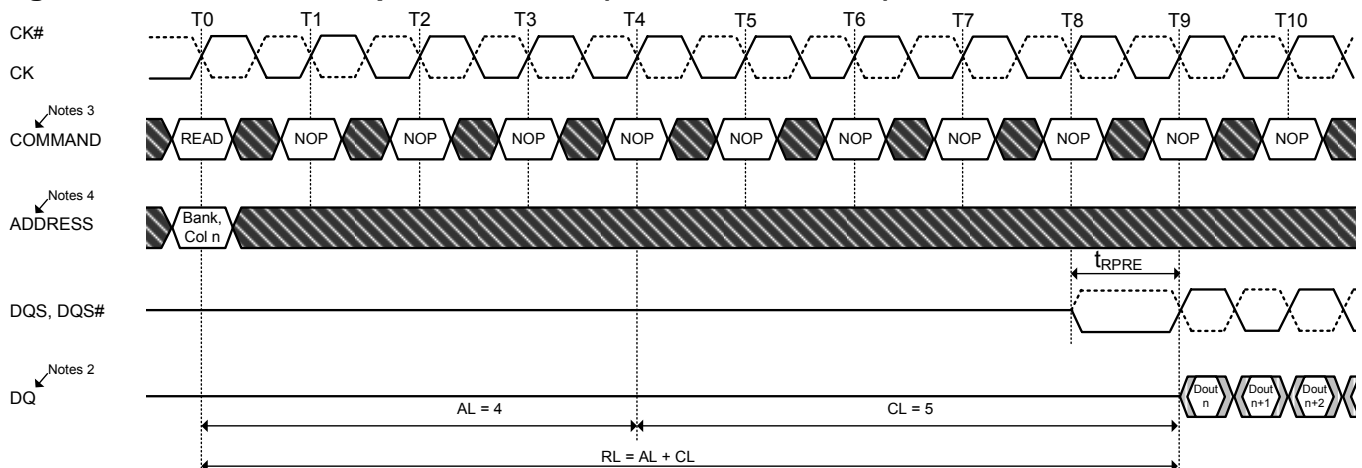 T0 T1 T2 T3 T4 T5 T6 T7 T8 T9 T10
CK#
CK
Notes 3
COMMAND
READ NOP NOP NOP NOP NOP NOP NOP NOP NOP NOP
Notes 4
ADDRESS
Bank,
Col n
tRPRE
DQS, DQS#
Notes 2
DQ
Dout
n
Dout
n+1
Dout
n+2
AL = 4
CL = 5
RL = AL + CL